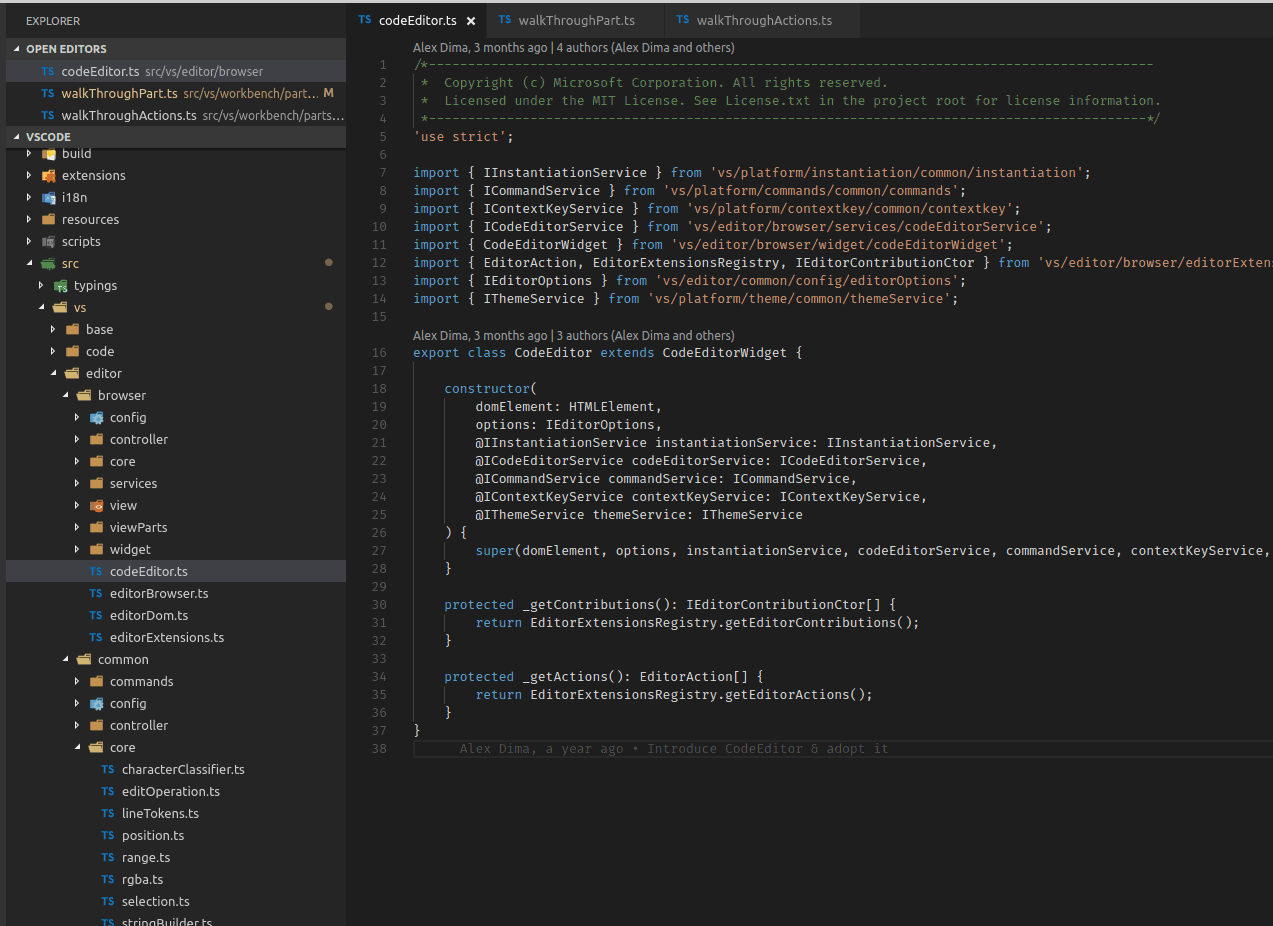 EXPLORER
OPEN EDITORS
TS codeEditor.ts src/vs/editor/browser
TS walkThroughPart.ts src/vs/workbench/part... M
TS walkThroughActions.ts src/vs/workbench/parts...
VSCODE
build
extensions
i18n
resources
scripts
src
typings
vs
base
code
editor
browser
config
controller
core
services
view
viewParts
widget
TS codeEditor.ts
TS editorBrowser.ts
TS editorDom.ts
TS editorExtensions.ts
common
commands
config
controller
core
TS characterClassifier.ts
TS editOperation.ts
TS lineTokens.ts
TS position.ts
TS range.ts
TS rgba.ts
TS selection.ts
TS stringBuilder.ts
TS codeEditor.ts × TS walkThroughPart.ts TS walkThroughActions.ts
Alex Dima, 3 months ago | 4 authors (Alex Dima and others)
1 /*---------------------------------------------------------------------------------------------
2 * Copyright (c) Microsoft Corporation. All rights reserved.
3 * Licensed under the MIT License. See License.txt in the project root for license information.
4 *--------------------------------------------------------------------------------------------*/
5 'use strict';
6
7 import { IInstantiationService } from 'vs/platform/instantiation/common/instantiation';
8 import { ICommandService } from 'vs/platform/commands/common/commands';
9 import { IContextKeyService } from 'vs/platform/contextkey/common/contextkey';
10 import { ICodeEditorService } from 'vs/editor/browser/services/codeEditorService';
11 import { CodeEditorWidget } from 'vs/editor/browser/widget/codeEditorWidget';
12 import { EditorAction, EditorExtensionsRegistry, IEditorContributionCtor } from 'vs/editor/browser/editorExtens
13 import { IEditorOptions } from 'vs/editor/common/config/editorOptions';
14 import { IThemeService } from 'vs/platform/theme/common/themeService';
15
Alex Dima, 3 months ago | 3 authors (Alex Dima and others)
16 export class CodeEditor extends CodeEditorWidget {
17
18 constructor(
19 domElement: HTMLElement,
20 options: IEditorOptions,
21 @IInstantiationService instantiationService: IInstantiationService,
22 @ICodeEditorService codeEditorService: ICodeEditorService,
23 @ICommandService commandService: ICommandService,
24 @IContextKeyService contextKeyService: IContextKeyService,
25 @IThemeService themeService: IThemeService
26 ) {
27 super(domElement, options, instantiationService, codeEditorService, commandService, contextKeyService,
28 }
29
30 protected _getContributions(): IEditorContributionCtor[] {
31 return EditorExtensionsRegistry.getEditorContributions();
32 }
33
34 protected _getActions(): EditorAction[] {
35 return EditorExtensionsRegistry.getEditorActions();
36 }
37 }
38 Alex Dima, a year ago • Introduce CodeEditor & adopt it